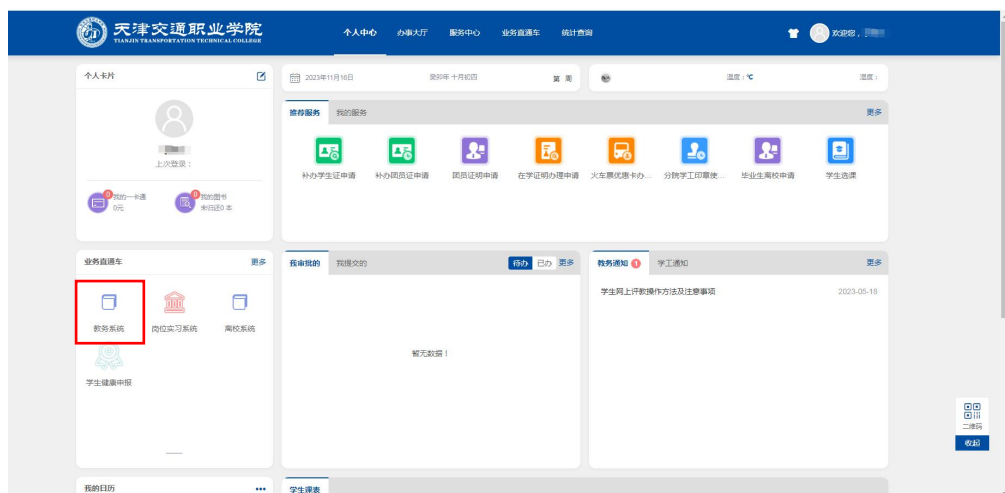 天津交通职业学院
TIANJIN TRANSPORTATION TECHNICAL COLLEGE
个人中心 办事大厅 服务中心 业务直通车 统计查询
欢迎您，
个人卡片
上次登录：
0 我的一卡通
0元
0 我的图书
未归还0 本
2023年11月16日 癸卯年 十月初四 第 周
温度：℃ 湿度：
推荐服务 我的服务 更多
补办学生证申请 补办团员证申请 团员证明申请 在学证明办理申请 火车票优惠卡办... 分院学工印章使... 毕业生离校申请 学生选课
业务直通车 更多
教务系统 岗位实习系统 离校系统
学生健康申报
我审批的 我提交的 待办 已办 更多
暂无数据！
教务通知 1 学工通知 更多
学生网上评教操作方法及注意事项 2023-05-18
二维码
收起
我的日历 •••
学生课表